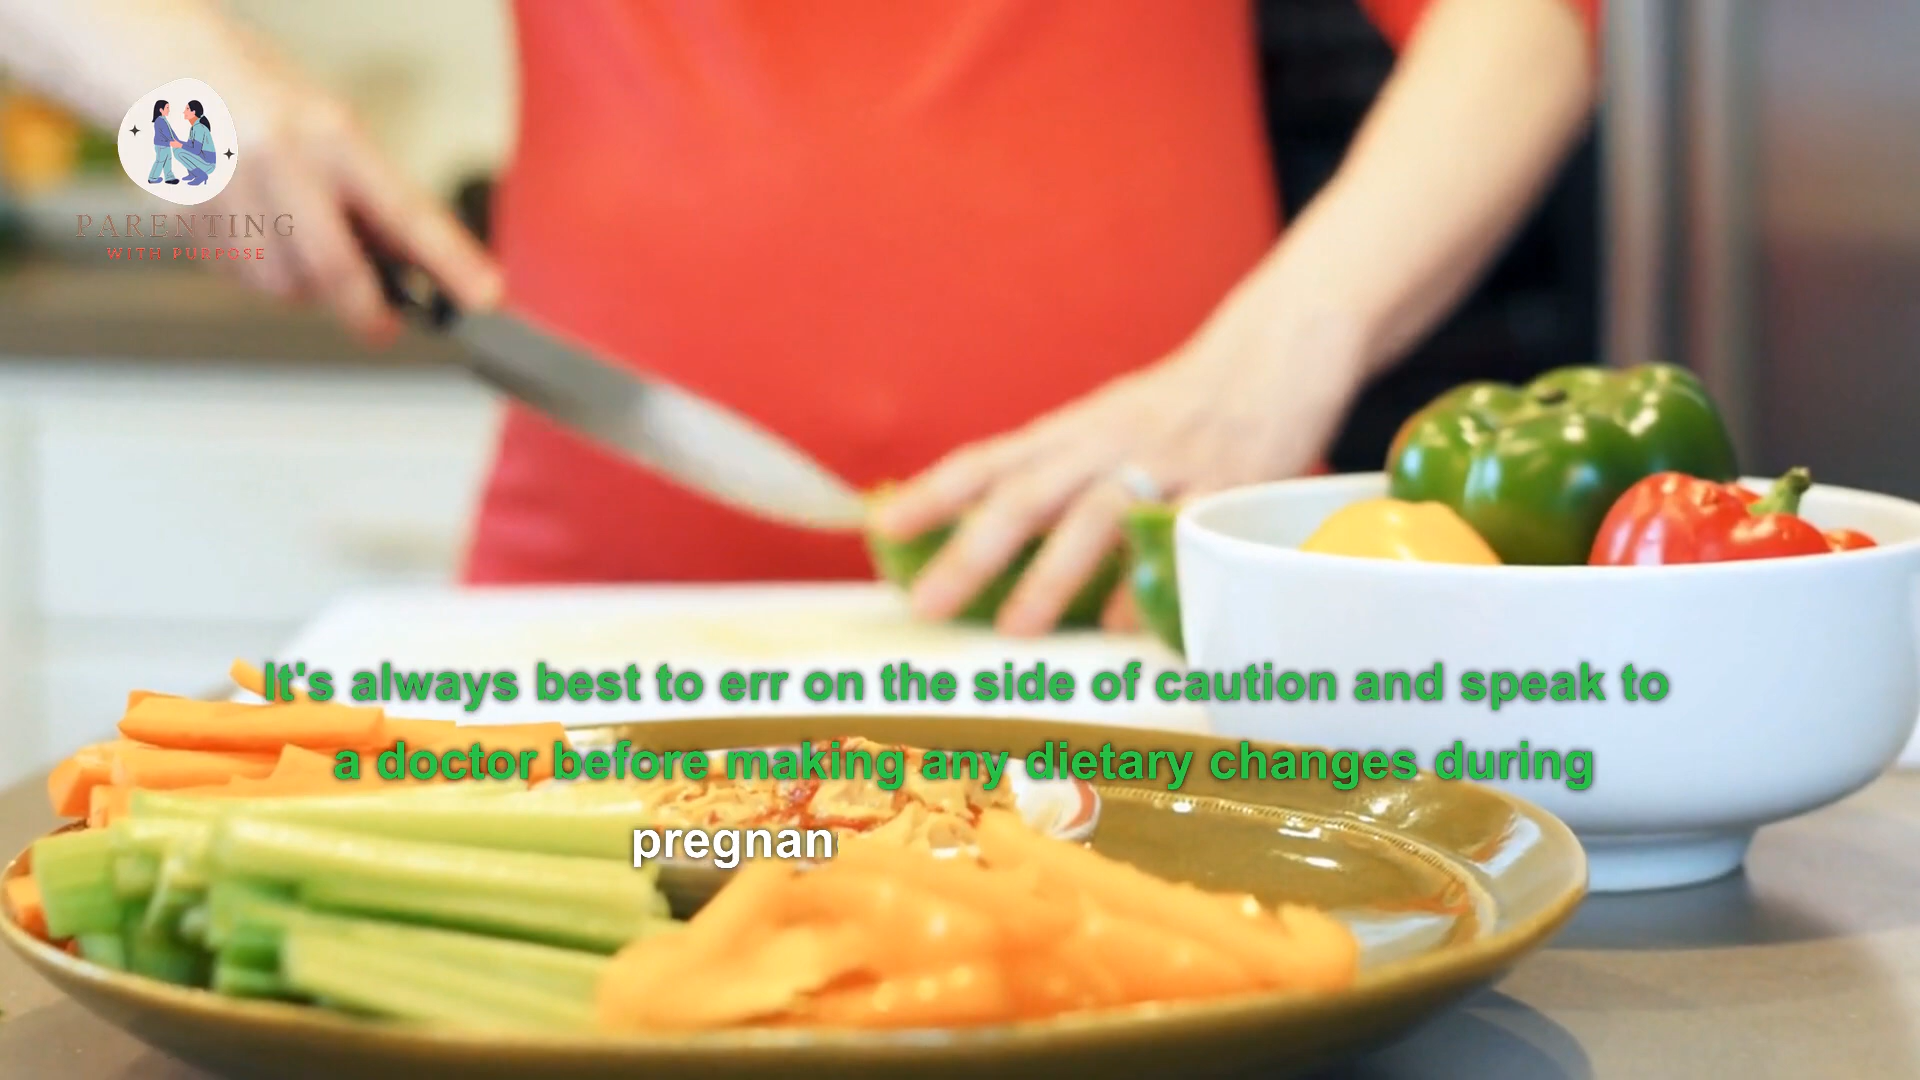 PARENTING
WITH PURPOSE
It's always best to err on the side of caution and speak to
a doctor before making any dietary changes during
pregnan